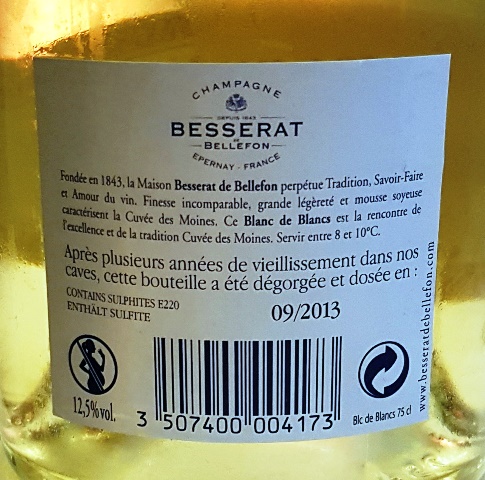 CHAMPAGNE
DEPUIS 1843
BESSERAT
DE
BELLEFON
EPERNAY - FRANCE
Fondée en 1843, la Maison Besserat de Bellefon perpétue Tradition, Savoir-Faire
et Amour du vin. Finesse incomparable, grande légèreté et mousse soyeuse
caractérisent la Cuvée des Moines. Ce Blanc de Blancs est la rencontre de
l'excellence et de la tradition Cuvée des Moines. Servir entre 8 et 10°C.
Après plusieurs années de vieillissement dans nos
caves, cette bouteille a été dégorgée et dosée en :
CONTAINS SULPHITES E220
ENTHÄLT SULFITE
09/2013
12,5%vol.
3 507400 004173
Blc de Blancs 75 cl
www.besseratdebellefon.com